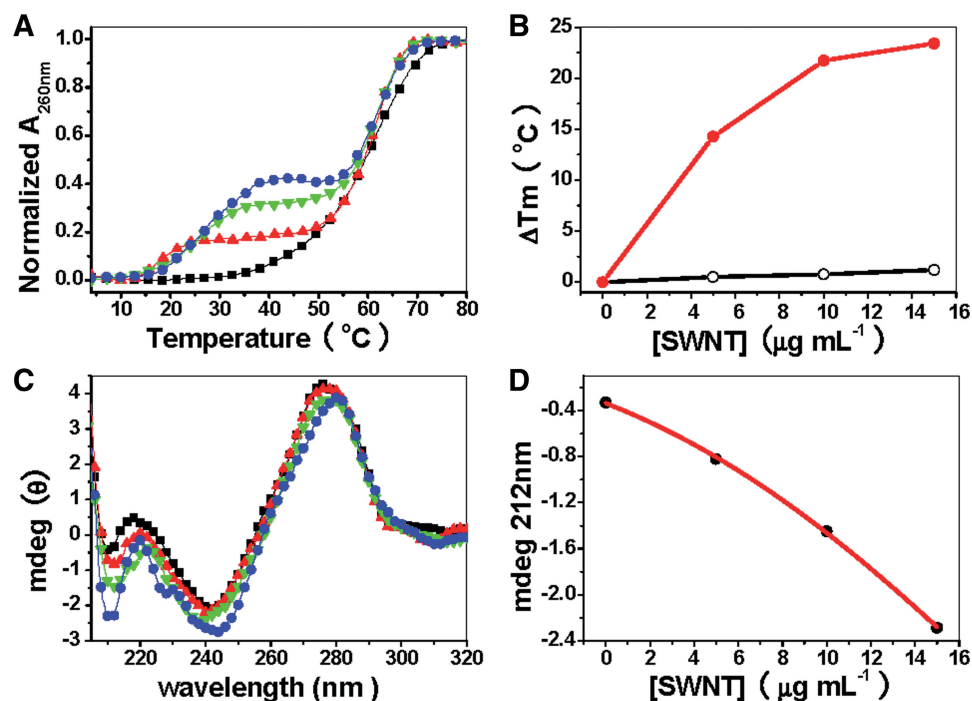 A
Normalized A260nm
1.0
0.8
0.6
0.4
0.2
0.0
10 20 30 40 50 60 70 80
Temperature ( °C )
B
ΔTm ( °C )
25
20
15
10
5
0
0 2 4 6 8 10 12 14 16
[SWNT] (μg mL-1)
C
mdeg (θ)
4
3
2
1
0
-1
-2
-3
220 240 260 280 300 320
wavelength (nm)
D
mdeg 212nm
-0.4
-0.8
-1.2
-1.6
-2.0
-2.4
0 2 4 6 8 10 12 14 16
[SWNT] ( μg mL-1)